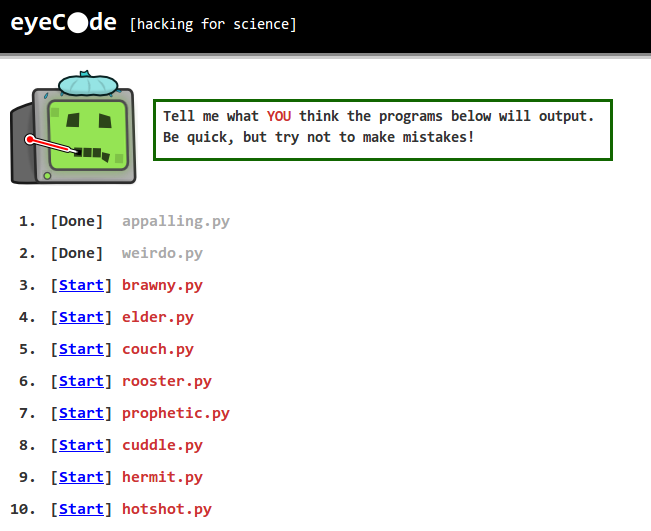 eyeCode [hacking for science]
Tell me what YOU think the programs below will output.
Be quick, but try not to make mistakes!
1. [Done] appalling.py
2. [Done] weirdo.py
3. [Start] brawny.py
4. [Start] elder.py
5. [Start] couch.py
6. [Start] rooster.py
7. [Start] prophetic.py
8. [Start] cuddle.py
9. [Start] hermit.py
10. [Start] hotshot.py